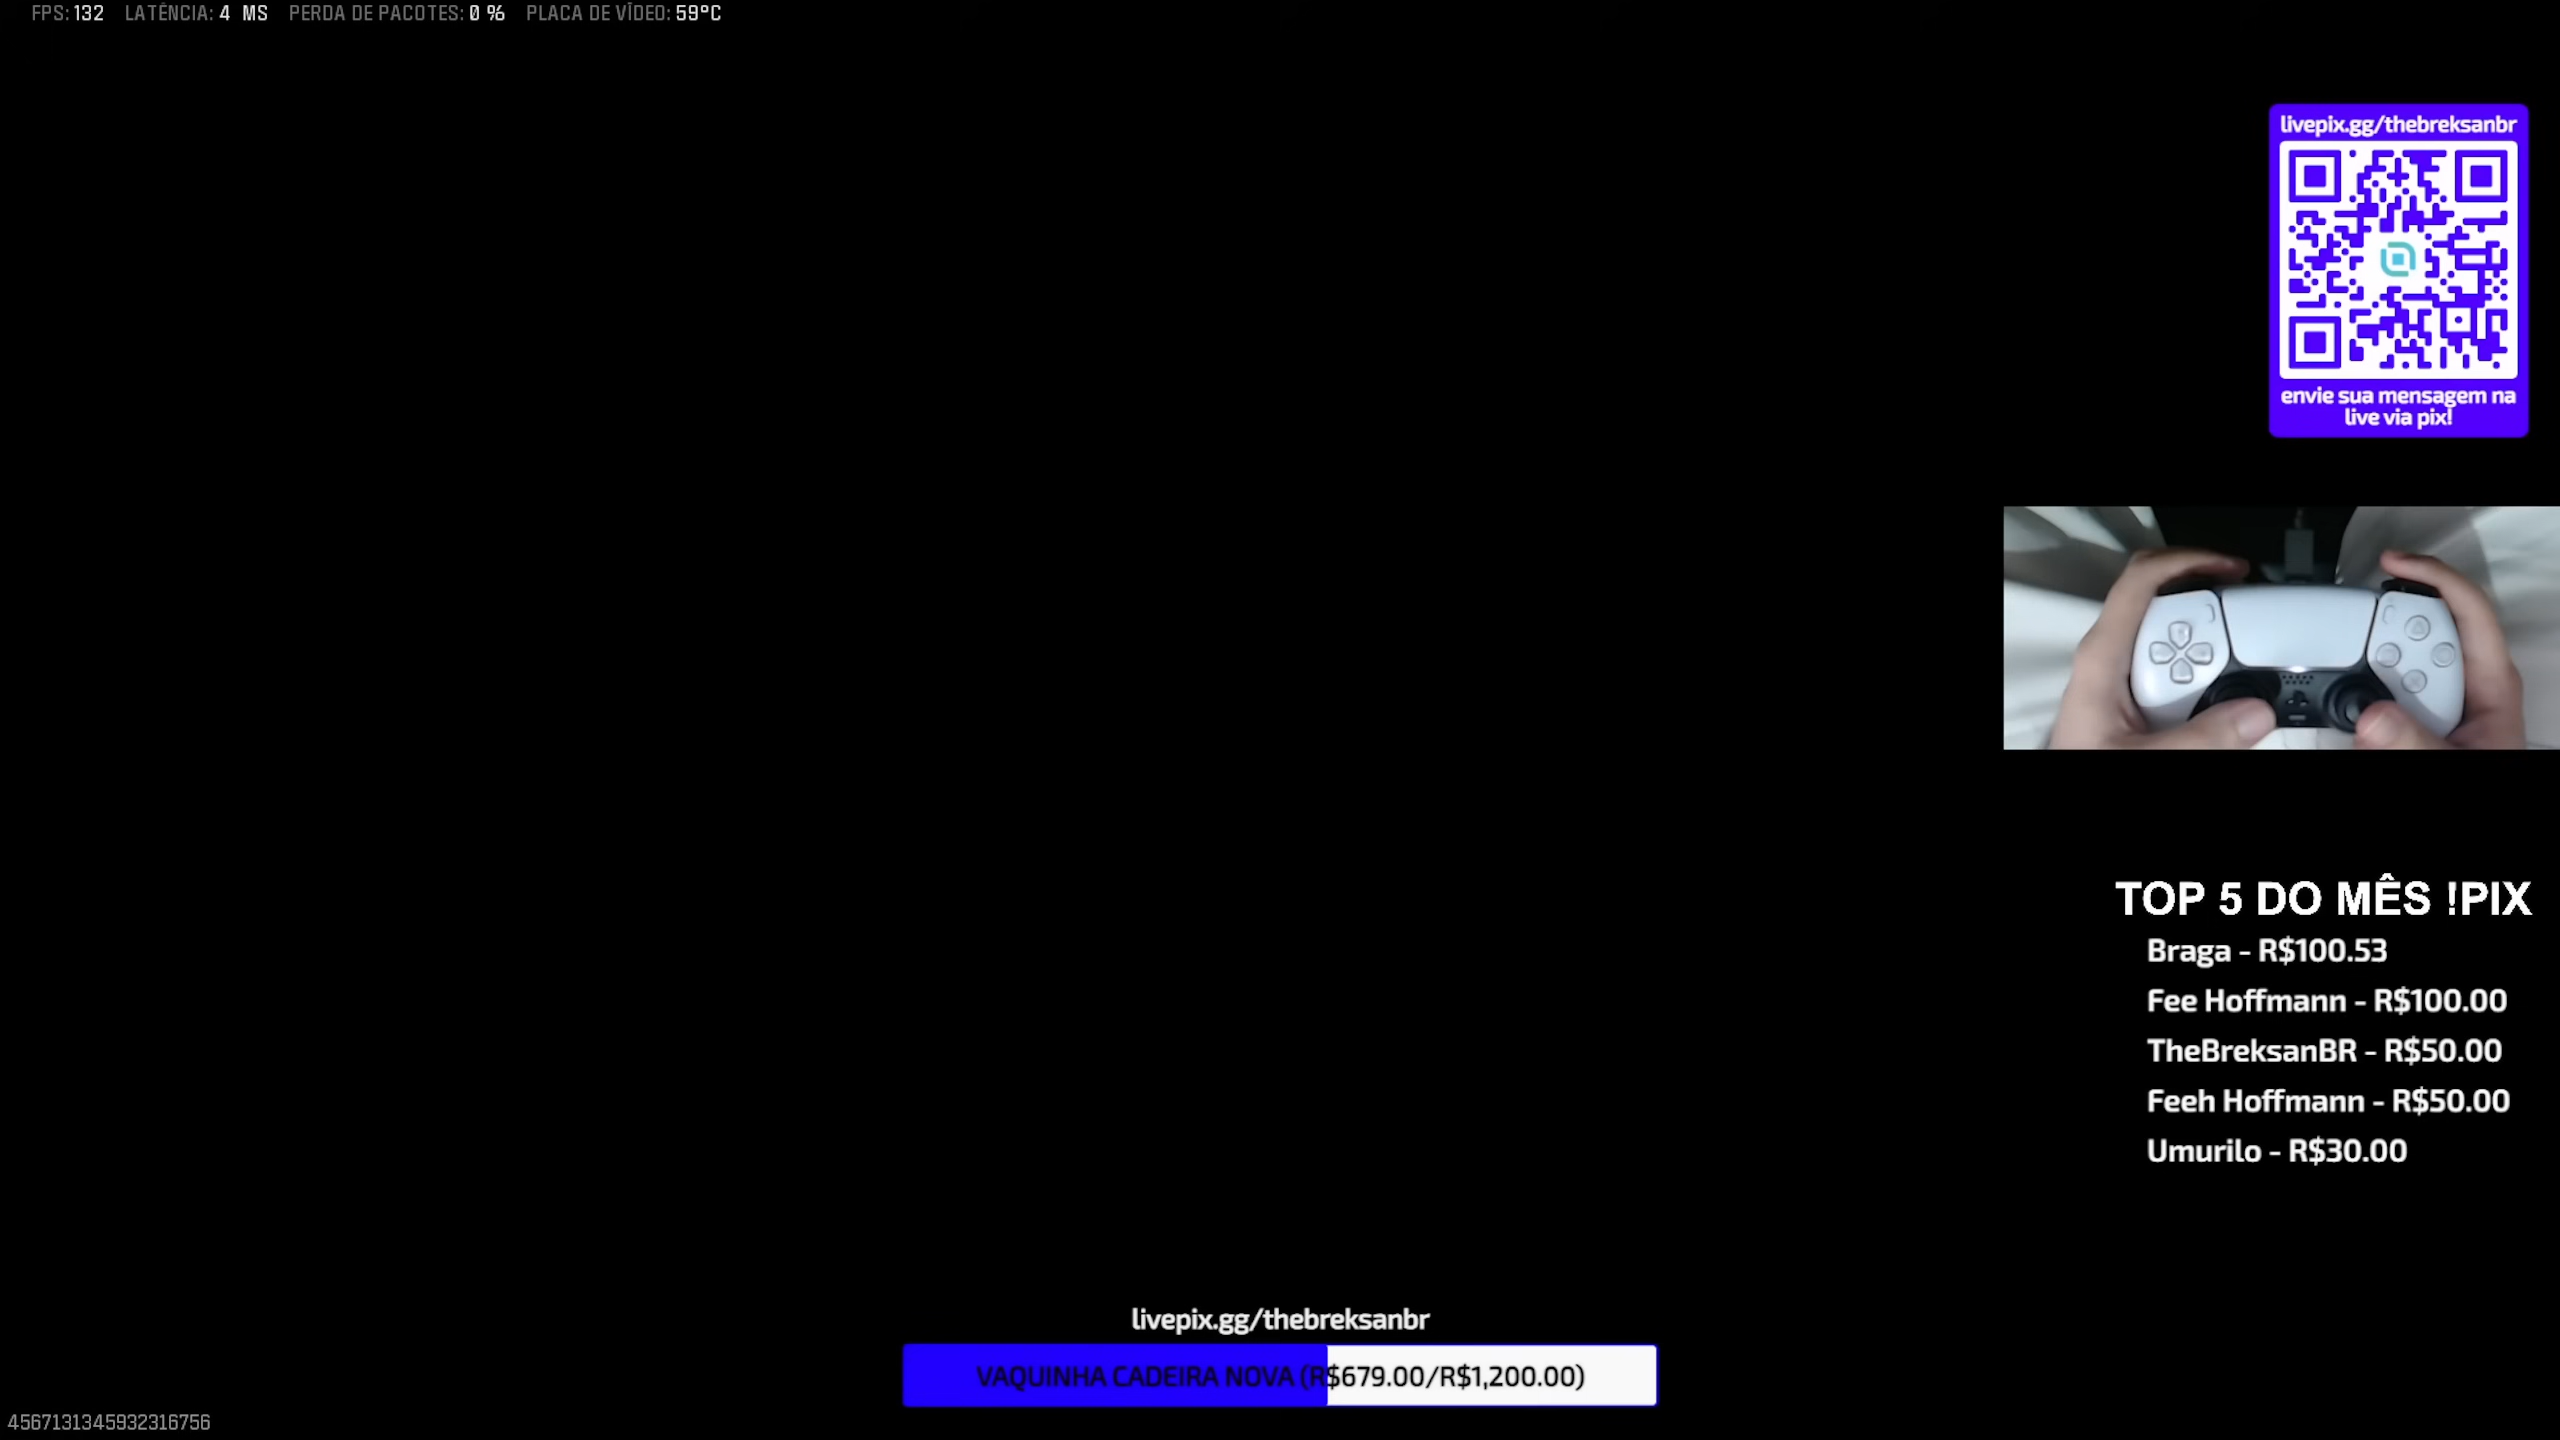 FPS: 132 LATÊNCIA: 4 MS PERDA DE PACOTES: 0 % PLACA DE VÍDEO: 59°C
livepix.gg/thebreksanbr
envie sua mensagem na
live via pix!
TOP 5 DO MÊS !PIX
Braga - R$100.53
Fee Hoffmann - R$100.00
TheBreksanBR - R$50.00
Feeh Hoffmann - R$50.00
Umurilo - R$30.00
livepix.gg/thebreksanbr
VAQUINHA CADEIRA NOVA (R$679.00/R$1,200.00)
4567131345932316756